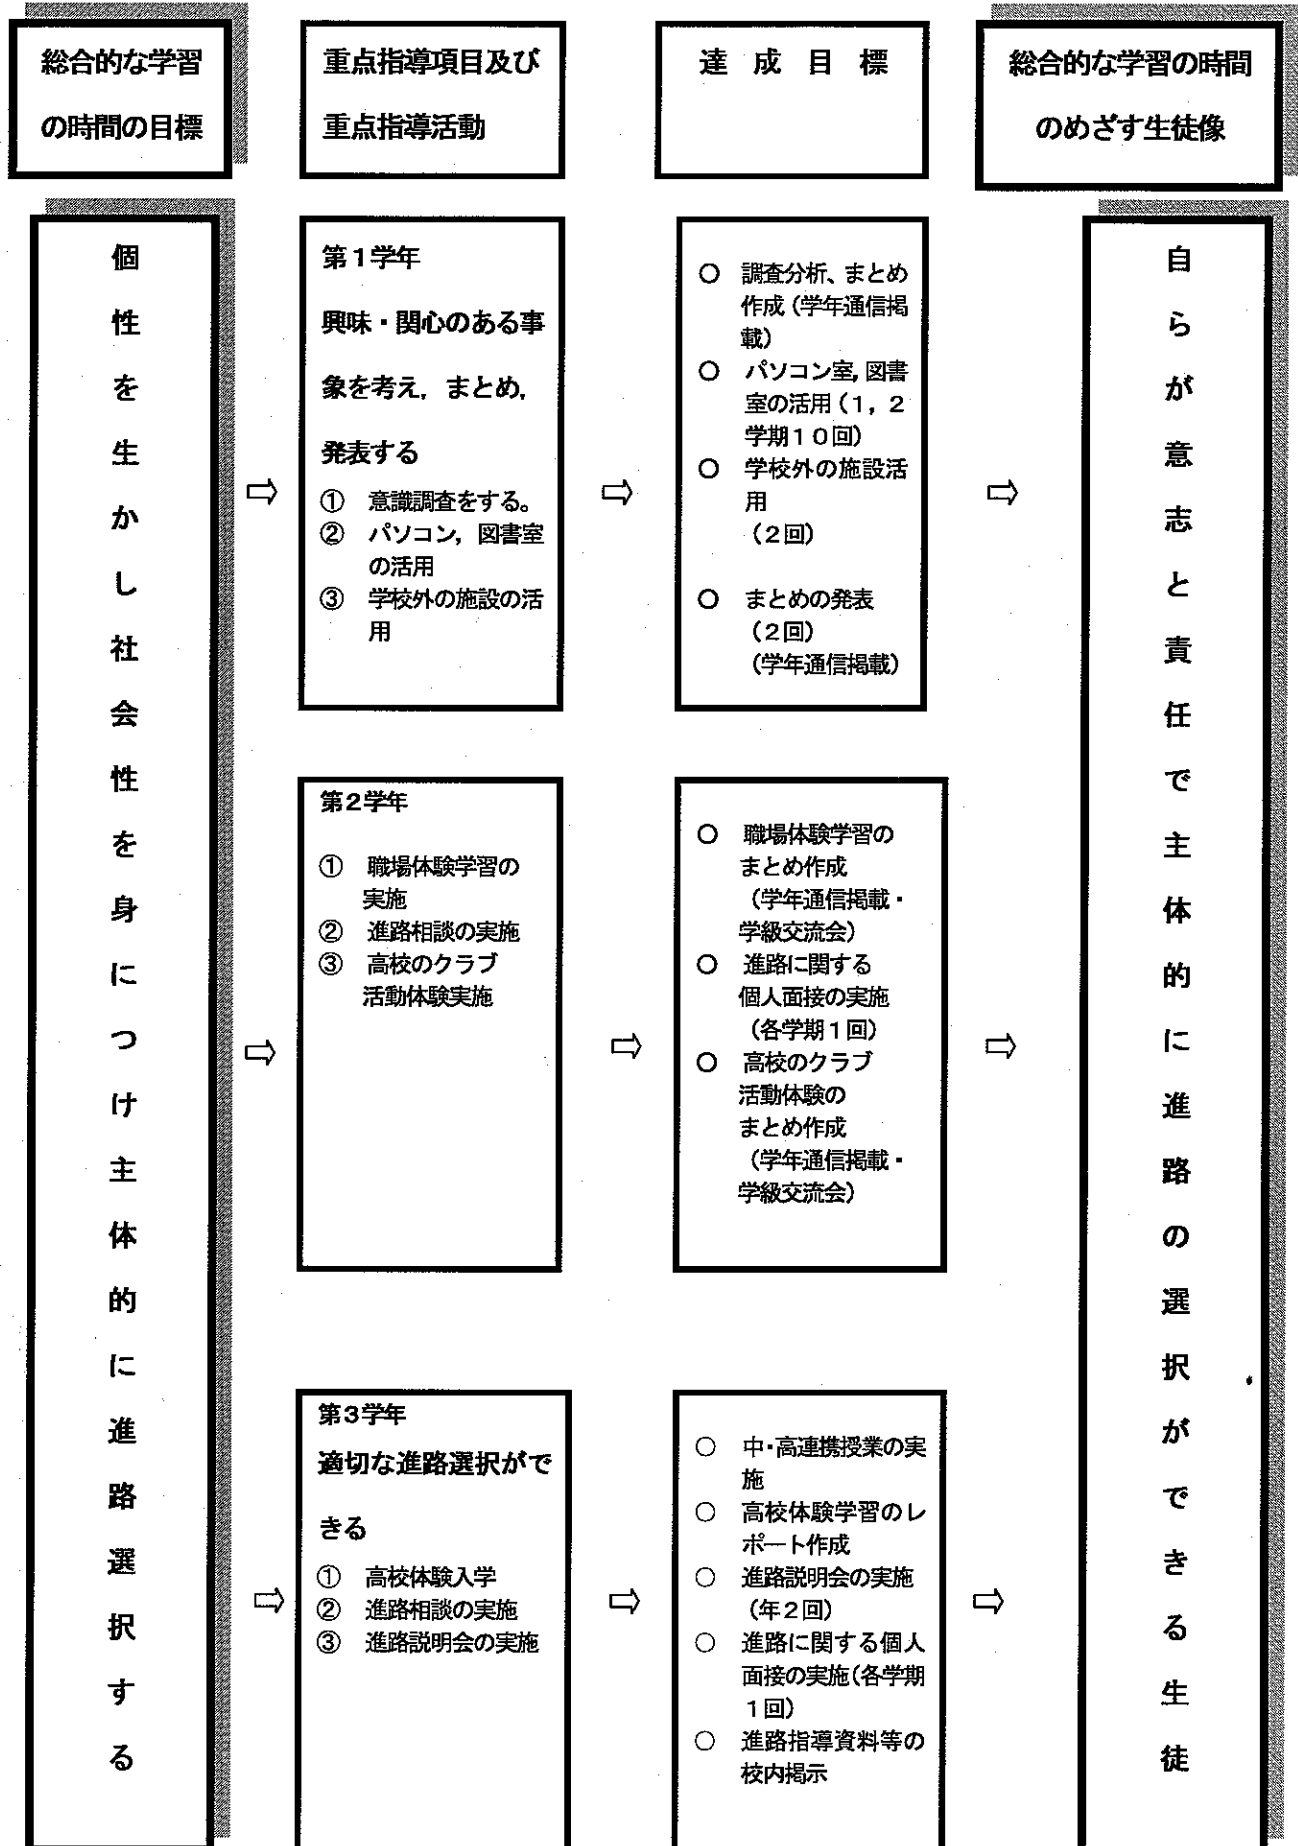 総合的な学習
の時間の目標
重点指導項目及び
重点指導活動
達成目標
総合的な学習の時間
のめざす生徒像
個性を生かし社会性を身につけ主体的に進路選択する
第1学年
興味・関心のある事
象を考え，まとめ，
発表する
① 意識調査をする。
② パソコン，図書室
の活用
③ 学校外の施設の活
用
○ 調査分析、まとめ
作成（学年通信掲
載）
○ パソコン室，図書
室の活用（１，２
学期１０回）
○ 学校外の施設活
用
（２回）
○ まとめの発表
（２回）
（学年通信掲載）
第2学年
① 職場体験学習の
実施
② 進路相談の実施
③ 高校のクラブ
活動体験実施
○ 職場体験学習の
まとめ作成
（学年通信掲載・
学級交流会）
○ 進路に関する
個人面接の実施
（各学期１回）
○ 高校のクラブ
活動体験の
まとめ作成
（学年通信掲載・
学級交流会）
第3学年
適切な進路選択がで
きる
① 高校体験入学
② 進路相談の実施
③ 進路説明会の実施
○ 中・高連携授業の実
施
○ 高校体験学習のレ
ポート作成
○ 進路説明会の実施
（年２回）
○ 進路に関する個人
面接の実施（各学期
１回）
○ 進路指導資料等の
校内掲示
自らが意志と責任で主体的に進路の選択ができる生徒